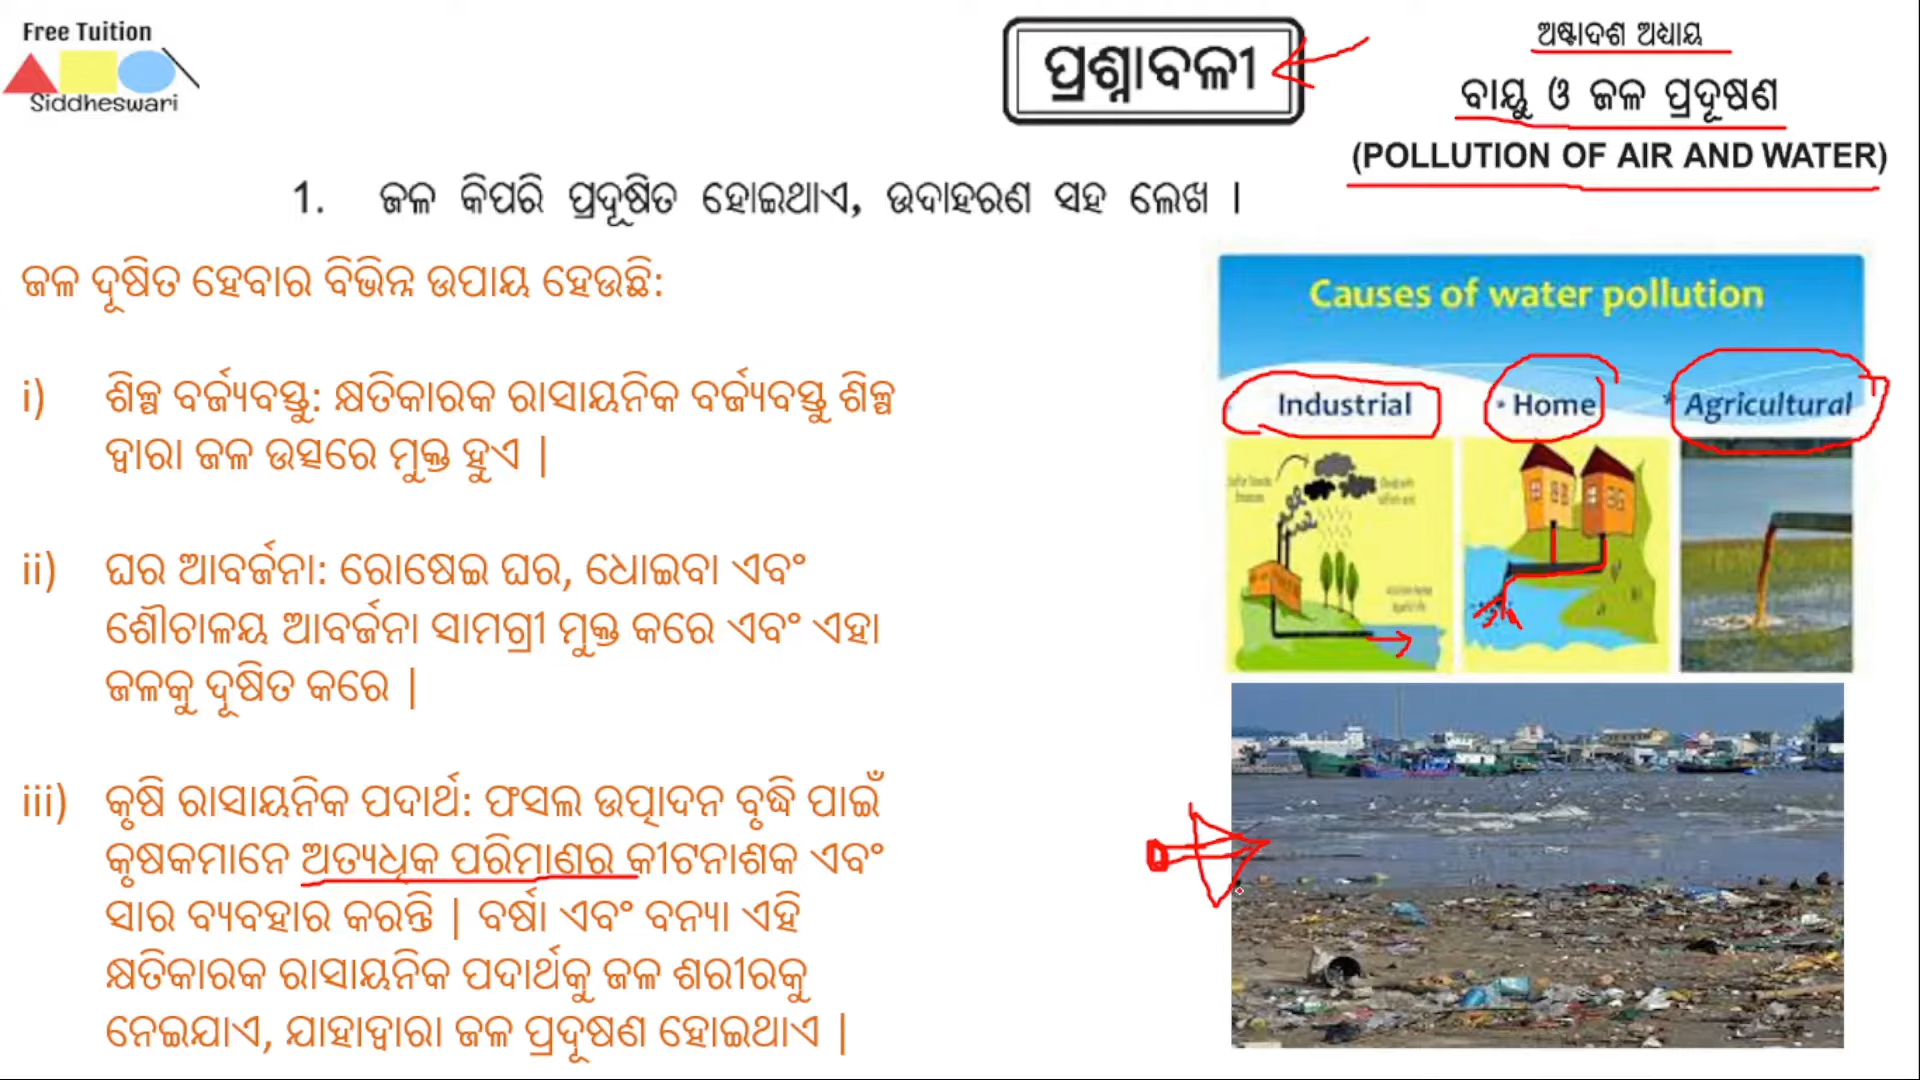 Free Tuition
Siddheswari
ପ୍ରଶ୍ନାବଳୀ
ଅଷ୍ଟାଦଶ ଅଧ୍ୟାୟ
ବାୟୁ ଓ ଜଳ ପ୍ରଦୂଷଣ
(POLLUTION OF AIR AND WATER)
1. ଜଳ କିପରି ପ୍ରଦୂଷିତ ହୋଇଥାଏ, ଉଦାହରଣ ସହ ଲେଖ ।
ଜଳ ଦୂଷିତ ହେବାର ବିଭିନ୍ନ ଉପାୟ ହେଉଛି:
i) ଶିଳ୍ପ ବର୍ଜ୍ୟବସ୍ତୁ: କ୍ଷତିକାରକ ରାସାୟନିକ ବର୍ଜ୍ୟବସ୍ତୁ ଶିଳ୍ପ
ଦ୍ୱାରା ଜଳ ଉତ୍ସରେ ମୁକ୍ତ ହୁଏ |
ii) ଘର ଆବର୍ଜନା: ରୋଷେଇ ଘର, ଧୋଇବା ଏବଂ
ଶୌଚାଳୟ ଆବର୍ଜନା ସାମଗ୍ରୀ ମୁକ୍ତ କରେ ଏବଂ ଏହା
ଜଳକୁ ଦୂଷିତ କରେ |
iii) କୃଷି ରାସାୟନିକ ପଦାର୍ଥ: ଫସଲ ଉତ୍ପାଦନ ବୃଦ୍ଧି ପାଇଁ
କୃଷକମାନେ ଅତ୍ୟଧିକ ପରିମାଣର କୀଟନାଶକ ଏବଂ
ସାର ବ୍ୟବହାର କରନ୍ତି | ବର୍ଷା ଏବଂ ବନ୍ୟା ଏହି
କ୍ଷତିକାରକ ରାସାୟନିକ ପଦାର୍ଥକୁ ଜଳ ଶରୀରକୁ
ନେଇଯାଏ, ଯାହାଦ୍ୱାରା ଜଳ ପ୍ରଦୂଷଣ ହୋଇଥାଏ |
Causes of water pollution
Industrial
• Home
* Agricultural